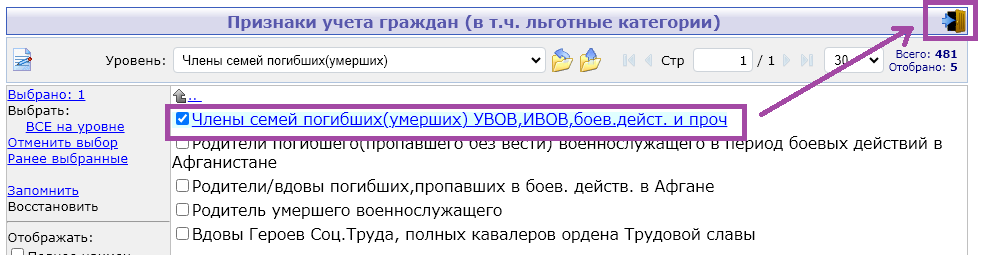 Признаки учета граждан (в т.ч. льготные категории)
Уровень: Члены семей погибших(умерших) Стр 1 / 1 30 Всего: 481
Отобрано: 5
Выбрано: 1
Выбрать:
ВСЕ на уровне
Отменить выбор
Ранее выбранные
Запомнить
Восстановить
Отображать:
..
Члены семей погибших(умерших) УВОВ,ИВОВ,боев.дейст. и проч
Родители погибшего(пропавшего без вести) военнослужащего в период боевых действий в
Афганистане
Родители/вдовы погибших,пропавших в боев. действ. в Афгане
Родитель умершего военнослужащего
Вдовы Героев Соц.Труда, полных кавалеров ордена Трудовой славы